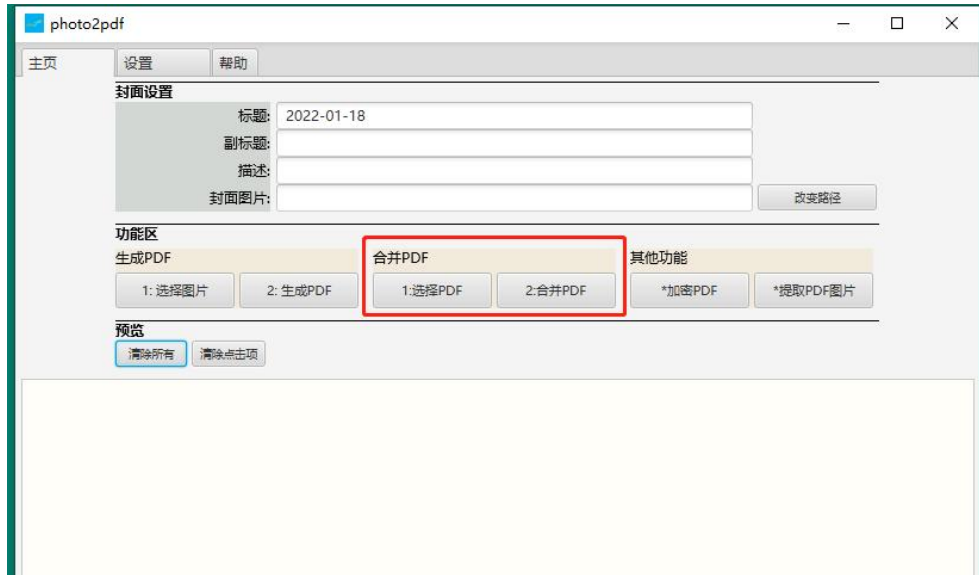 photo2pdf
主页 设置 帮助
封面设置
标题: 2022-01-18
副标题:
描述:
封面图片: 改变路径
功能区
生成PDF 合并PDF 其他功能
1: 选择图片 2: 生成PDF 1:选择PDF 2:合并PDF *加密PDF *提取PDF图片
预览
清除所有 清除点击项